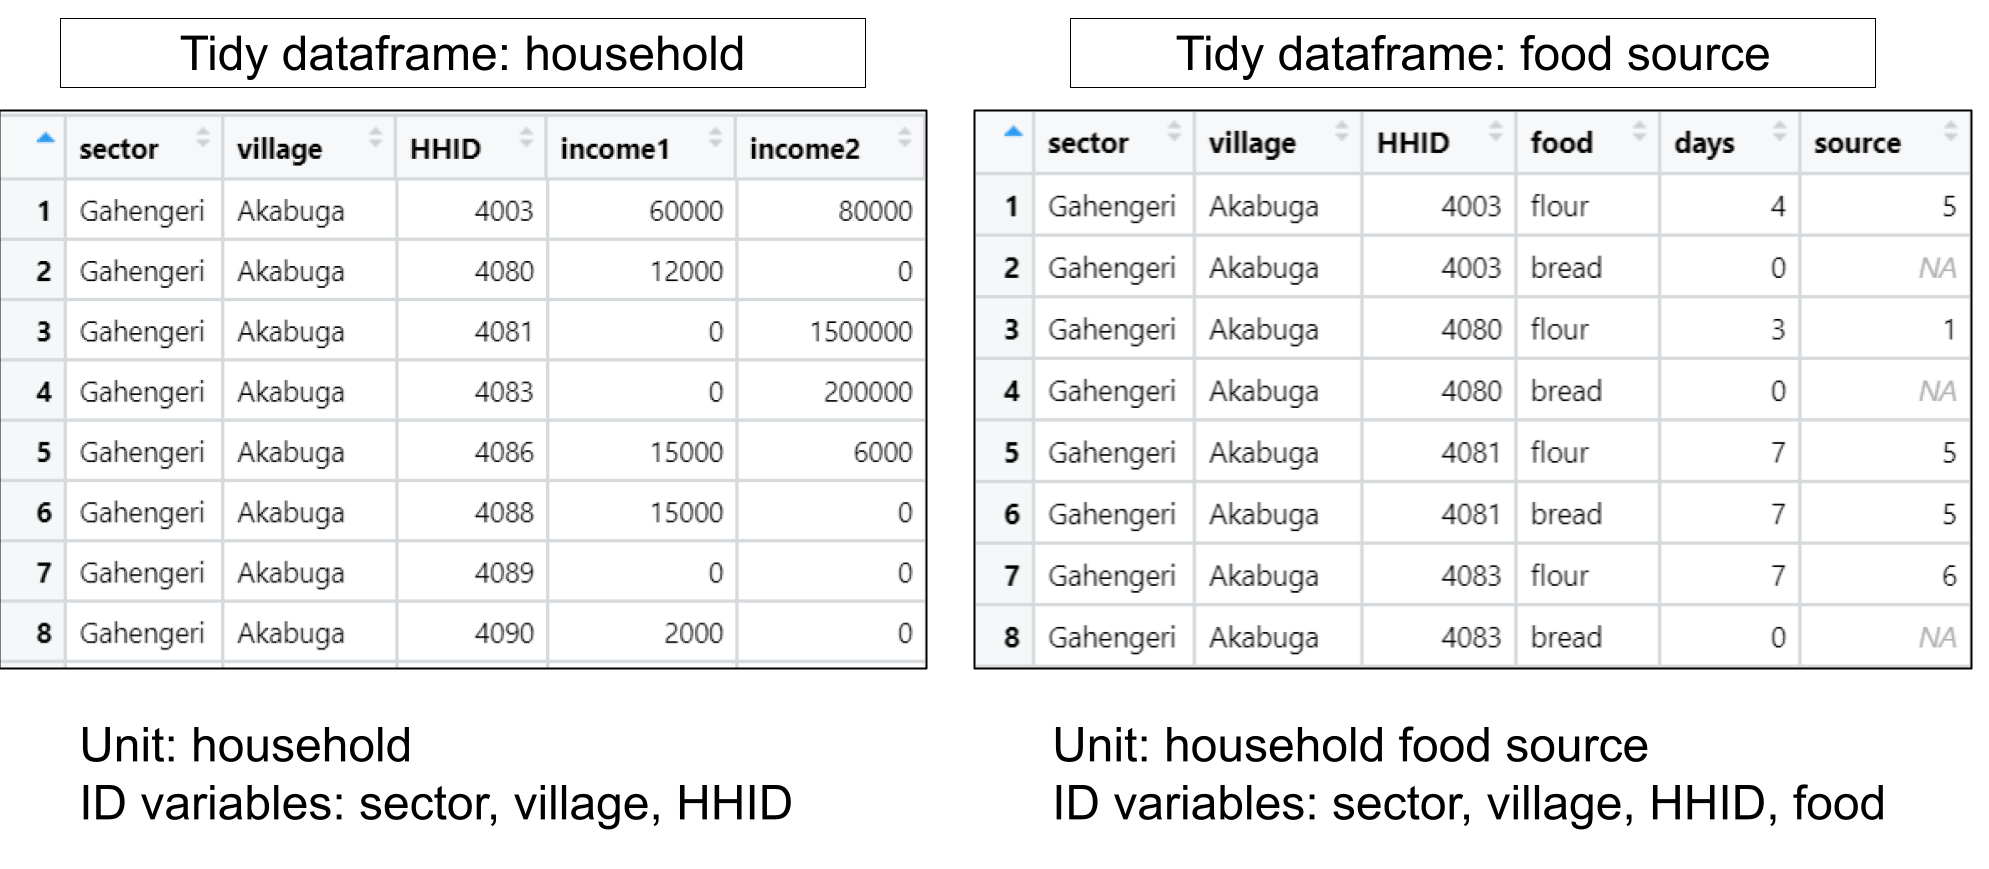 Tidy dataframe: household
sector village HHID income1 income2
1 Gahengeri Akabuga 4003 60000 80000
2 Gahengeri Akabuga 4080 12000 0
3 Gahengeri Akabuga 4081 0 1500000
4 Gahengeri Akabuga 4083 0 200000
5 Gahengeri Akabuga 4086 15000 6000
6 Gahengeri Akabuga 4088 15000 0
7 Gahengeri Akabuga 4089 0 0
8 Gahengeri Akabuga 4090 2000 0
Unit: household
ID variables: sector, village, HHID
Tidy dataframe: food source
sector village HHID food days source
1 Gahengeri Akabuga 4003 flour 4 5
2 Gahengeri Akabuga 4003 bread 0 NA
3 Gahengeri Akabuga 4080 flour 3 1
4 Gahengeri Akabuga 4080 bread 0 NA
5 Gahengeri Akabuga 4081 flour 7 5
6 Gahengeri Akabuga 4081 bread 7 5
7 Gahengeri Akabuga 4083 flour 7 6
8 Gahengeri Akabuga 4083 bread 0 NA
Unit: household food source
ID variables: sector, village, HHID, food